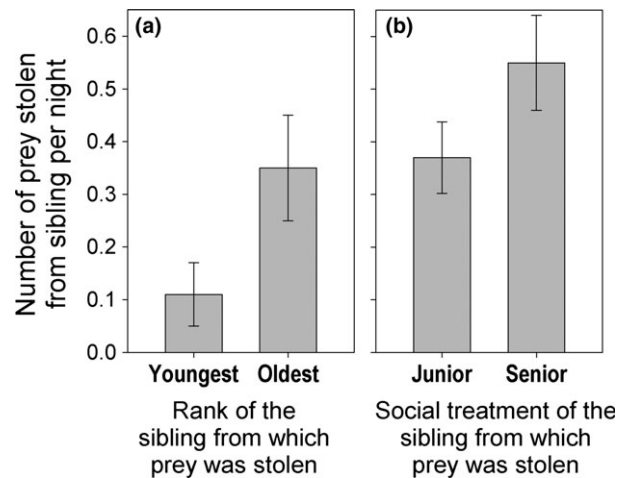 Number of prey stolen
from sibling per night
0.6
0.5
0.4
0.3
0.2
0.1
0.0
(a)
Youngest Oldest
Rank of the
sibling from which
prey was stolen
(b)
Junior Senior
Social treatment of the
sibling from which
prey was stolen